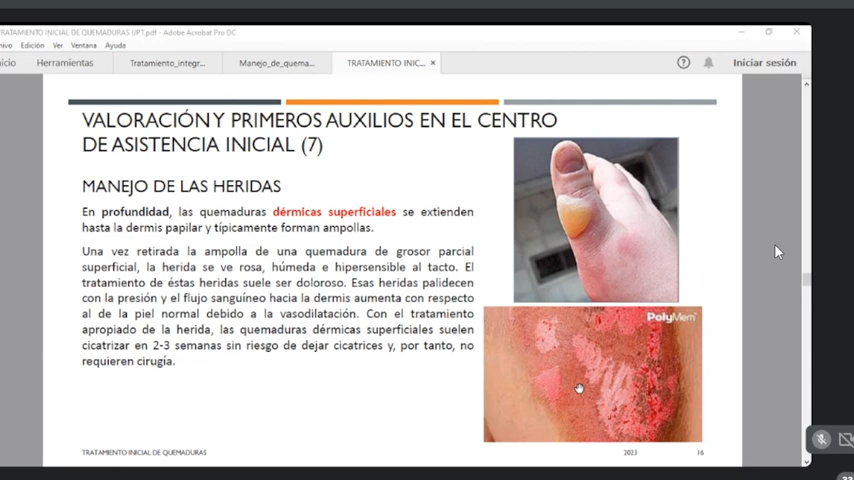 TRATAMIENTO INICIAL DE QUEMADURAS UPT.pdf - Adobe Acrobat Pro DC
Edición Ver Ventana Ayuda
Herramientas Tratamiento_integr... Manejo_de_quema... TRATAMIENTO INIC... × Iniciar sesión
VALORACIÓN Y PRIMEROS AUXILIOS EN EL CENTRO
DE ASISTENCIA INICIAL (7)
MANEJO DE LAS HERIDAS
En profundidad, las quemaduras dérmicas superficiales se extienden
hasta la dermis papilar y típicamente forman ampollas.
Una vez retirada la ampolla de una quemadura de grosor parcial
superficial, la herida se ve rosa, húmeda e hipersensible al tacto. El
tratamiento de éstas heridas suele ser doloroso. Esas heridas palidecen
con la presión y el flujo sanguíneo hacia la dermis aumenta con respecto
al de la piel normal debido a la vasodilatación. Con el tratamiento
apropiado de la herida, las quemaduras dérmicas superficiales suelen
cicatrizar en 2-3 semanas sin riesgo de dejar cicatrices y, por tanto, no
requieren cirugía.
PolyMem
TRATAMIENTO INICIAL DE QUEMADURAS 2023 16